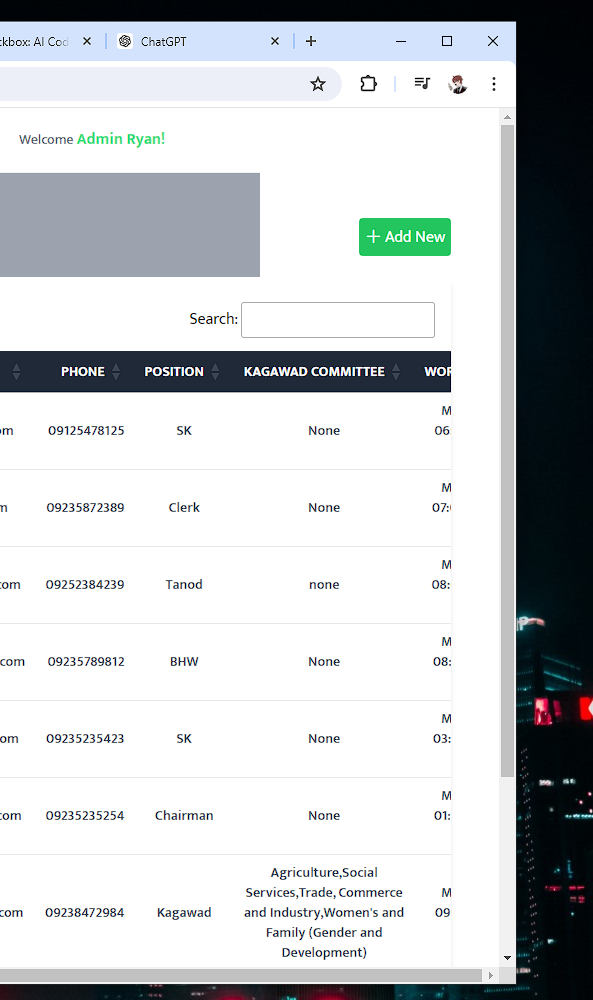 ckbox: AI Cod
ChatGPT
Welcome Admin Ryan!
Add New
Search:
PHONE POSITION KAGAWAD COMMITTEE WOR
om 09125478125 SK None M
06:
m 09235872389 Clerk None M
07:
com 09252384239 Tanod none M
08:
com 09235789812 BHW None M
08:
om 09235235423 SK None M
03:
com 09235235254 Chairman None M
01:
com 09238472984 Kagawad Agriculture,Social
Services,Trade, Commerce
and Industry,Women's and
Family (Gender and
Development) M
09